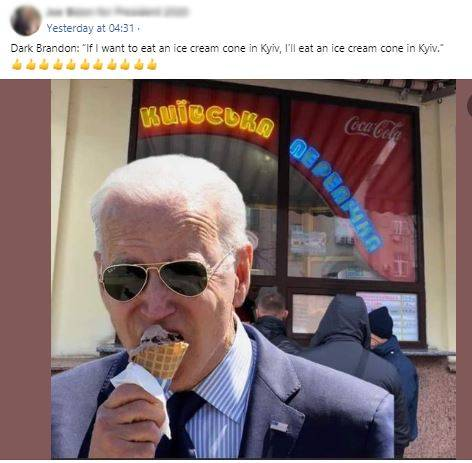 Yesterday at 04:31 ·
Dark Brandon: "If I want to eat an ice cream cone in Kyiv, I'll eat an ice cream cone in Kyiv."
КИЇВСЬКА
Coca-Cola
ПЕРЕПІЧКА